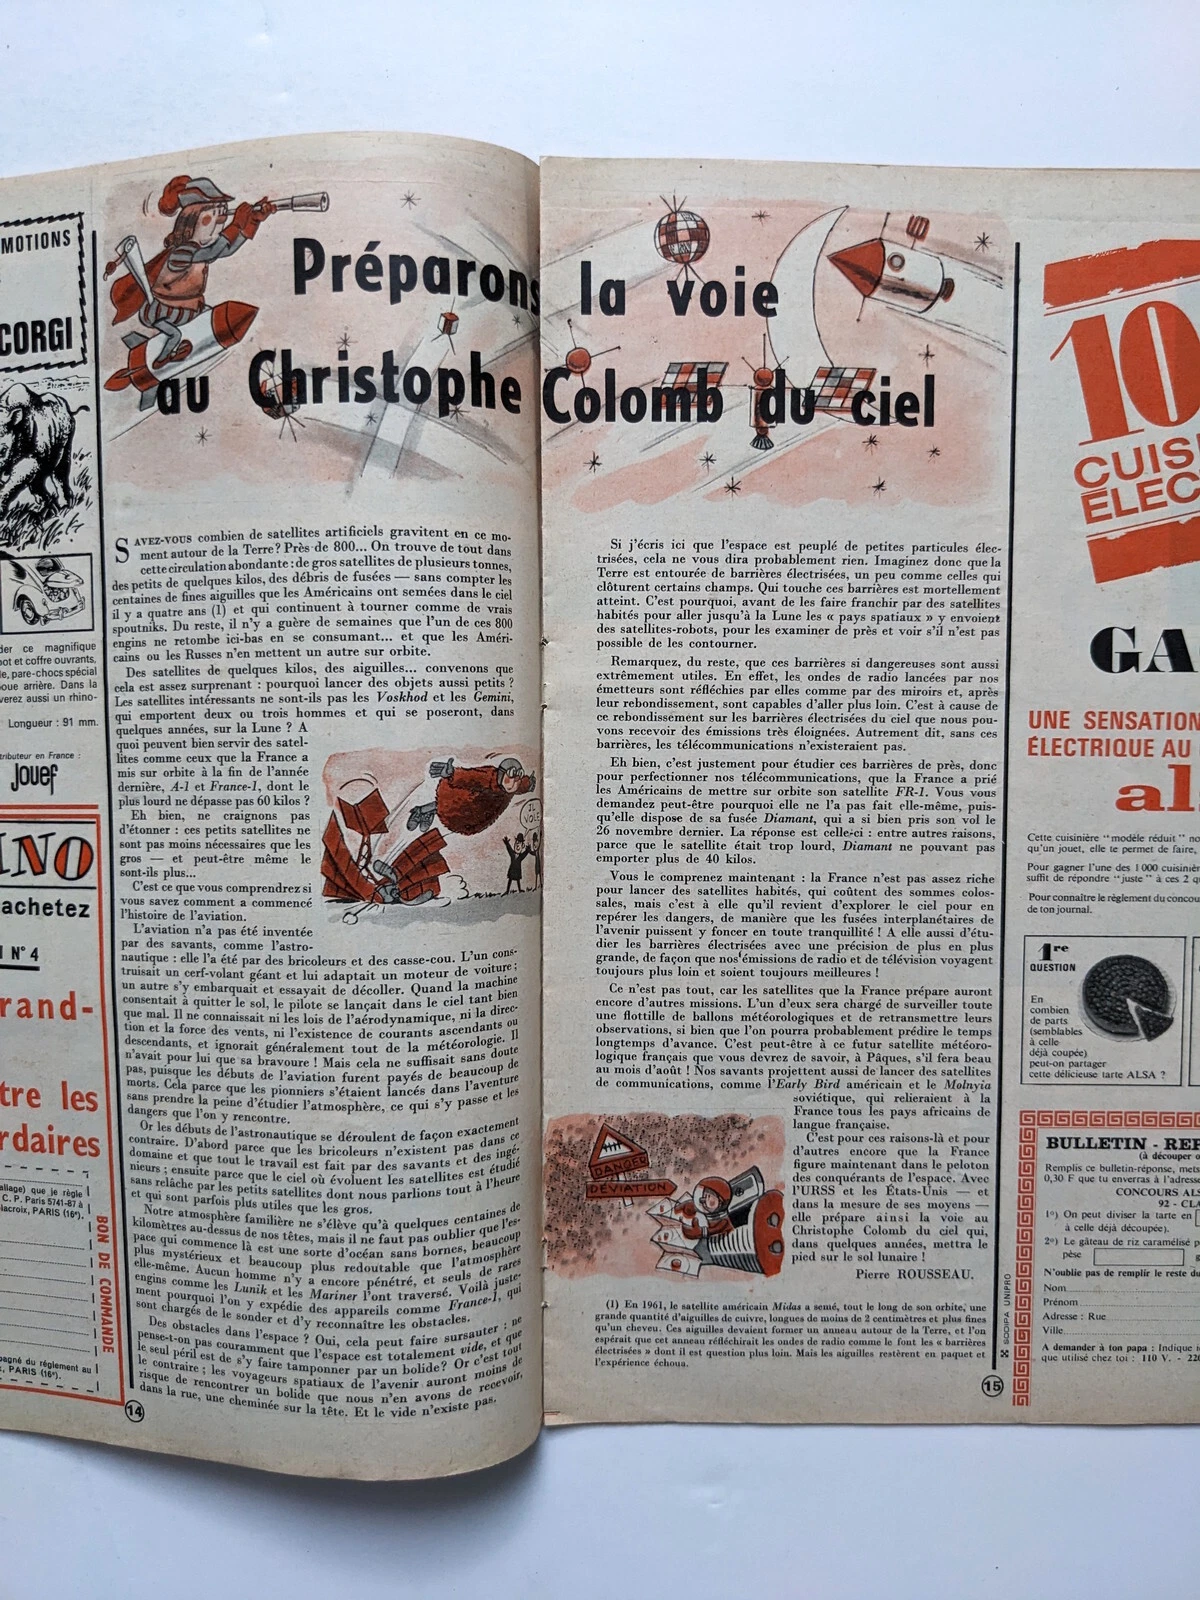 MOTIONS
CORGI
der ce magnifique
ot et coffre ouvrants,
le, pare-chocs spécial
oue arrière. Dans la
verez aussi un rhino-
Longueur : 91 mm.
tributeur en France :
Jouef
INO
achetez
N° 4
rand-
tre les
rdaires
allage) que je règle
C. P. Paris 5741-87 à
elacroix, PARIS (16e).
BON DE COMMANDE
pagné du règlement au
x, PARIS (16e).
Préparons la voie
au Christophe Colomb du ciel
SAVEZ-VOUS combien de satellites artificiels gravitent en ce mo-
ment autour de la Terre? Près de 800... On trouve de tout dans
cette circulation abondante : de gros satellites de plusieurs tonnes,
des petits de quelques kilos, des débris de fusées — sans compter les
centaines de fines aiguilles que les Américains ont semées dans le ciel
il y a quatre ans (1) et qui continuent à tourner comme de vrais
spoutniks. Du reste, il n'y a guère de semaines que l'un de ces 800
engins ne retombe ici-bas en se consumant... et que les Améri-
cains ou les Russes n'en mettent un autre sur orbite.
Des satellites de quelques kilos, des aiguilles... convenons que
cela est assez surprenant : pourquoi lancer des objets aussi petits ?
Les satellites intéressants ne sont-ils pas les Voskhod et les Gemini,
qui emportent deux ou trois hommes et qui se poseront, dans
quelques années, sur la Lune ? A
quoi peuvent bien servir des satel-
lites comme ceux que la France a
mis sur orbite à la fin de l'année
dernière, A-1 et France-1, dont le
plus lourd ne dépasse pas 60 kilos ?
Eh bien, ne craignons pas
d'étonner : ces petits satellites ne
sont pas moins nécessaires que les
gros — et peut-être même le
sont-ils plus...
C'est ce que vous comprendrez si
vous savez comment a commencé
l'histoire de l'aviation.
L'aviation n'a pas été inventée
par des savants, comme l'astro-
nautique : elle l'a été par des bricoleurs et des casse-cou. L'un cons-
truisait un cerf-volant géant et lui adaptait un moteur de voiture ;
un autre s'y embarquait et essayait de décoller. Quand la machine
consentait à quitter le sol, le pilote se lançait dans le ciel tant bien
que mal. Il ne connaissait ni les lois de l'aérodynamique, ni la direc-
tion et la force des vents, ni l'existence de courants ascendants ou
descendants, et ignorait généralement tout de la météorologie. Il
n'avait pour lui que sa bravoure ! Mais cela ne suffisait sans doute
pas, puisque les débuts de l'aviation furent payés de beaucoup de
morts. Cela parce que les pionniers s'étaient lancés dans l'aventure
sans prendre la peine d'étudier l'atmosphère, ce qui s'y passe et les
dangers que l'on y rencontre.
Or les débuts de l'astronautique se déroulent de façon exactement
contraire. D'abord parce que les bricoleurs n'existent pas dans ce
domaine et que tout le travail est fait par des savants et des ingé-
nieurs ; ensuite parce que le ciel où évoluent les satellites est étudié
sans relâche par les petits satellites dont nous parlions tout à l'heure
et qui sont parfois plus utiles que les gros.
Notre atmosphère familière ne s'élève qu'à quelques centaines de
kilomètres au-dessus de nos têtes, mais il ne faut pas oublier que l'es-
pace qui commence là est une sorte d'océan sans bornes, beaucoup
plus mystérieux et beaucoup plus redoutable que l'atmosphère
elle-même. Aucun homme n'y a encore pénétré, et seuls de rares
engins comme les Lunik et les Mariner l'ont traversé. Voilà juste-
ment pourquoi l'on y expédie des appareils comme France-1, qui
sont chargés de le sonder et d'y reconnaître les obstacles.
Des obstacles dans l'espace ? Oui, cela peut faire sursauter : ne
pense-t-on pas couramment que l'espace est totalement vide, et que
le seul péril est de s'y faire tamponner par un bolide? Or c'est tout
le contraire ; les voyageurs spatiaux de l'avenir auront moins de
risque de rencontrer un bolide que nous n'en avons de recevoir,
dans la rue, une cheminée sur la tête. Et le vide n'existe pas.
14
IL
VOLE
Si j'écris ici que l'espace est peuplé de petites particules élec-
trisées, cela ne vous dira probablement rien. Imaginez donc que la
Terre est entourée de barrières électrisées, un peu comme celles qui
clôturent certains champs. Qui touche ces barrières est mortellement
atteint. C'est pourquoi, avant de les faire franchir par des satellites
habités pour aller jusqu'à la Lune les « pays spatiaux » y envoient
des satellites-robots, pour les examiner de près et voir s'il n'est pas
possible de les contourner.
Remarquez, du reste, que ces barrières si dangereuses sont aussi
extrêmement utiles. En effet, les ondes de radio lancées par nos
émetteurs sont réfléchies par elles comme par des miroirs et, après
leur rebondissement, sont capables d'aller plus loin. C'est à cause de
ce rebondissement sur les barrières électrisées du ciel que nous pou-
vons recevoir des émissions très éloignées. Autrement dit, sans ces
barrières, les télécommunications n'existeraient pas.
Eh bien, c'est justement pour étudier ces barrières de près, donc
pour perfectionner nos télécommunications, que la France a prié
les Américains de mettre sur orbite son satellite FR-1. Vous vous
demandez peut-être pourquoi elle ne l'a pas fait elle-même, puis-
qu'elle dispose de sa fusée Diamant, qui a si bien pris son vol le
26 novembre dernier. La réponse est celle-ci : entre autres raisons,
parce que le satellite était trop lourd, Diamant ne pouvant pas
emporter plus de 40 kilos.
Vous le comprenez maintenant : la France n'est pas assez riche
pour lancer des satellites habités, qui coûtent des sommes colos-
sales, mais c'est à elle qu'il revient d'explorer le ciel pour en
repérer les dangers, de manière que les fusées interplanétaires de
l'avenir puissent y foncer en toute tranquillité ! A elle aussi d'étu-
dier les barrières électrisées avec une précision de plus en plus
grande, de façon que nos émissions de radio et de télévision voyagent
toujours plus loin et soient toujours meilleures !
Ce n'est pas tout, car les satellites que la France prépare auront
encore d'autres missions. L'un d'eux sera chargé de surveiller toute
une flottille de ballons météorologiques et de retransmettre leurs
observations, si bien que l'on pourra probablement prédire le temps
longtemps d'avance. C'est peut-être à ce futur satellite météoro-
logique français que vous devrez de savoir, à Pâques, s'il fera beau
au mois d'août ! Nos savants projettent aussi de lancer des satellites
de communications, comme l'Early Bird américain et le Molnyia
soviétique, qui relieraient à la
France tous les pays africains de
langue française.
C'est pour ces raisons-là et pour
d'autres encore que la France
figure maintenant dans le peloton
des conquérants de l'espace. Avec
l'URSS et les États-Unis — et
dans la mesure de ses moyens —
elle prépare ainsi la voie au
Christophe Colomb du ciel qui,
dans quelques années, mettra le
pied sur le sol lunaire !
Pierre ROUSSEAU.
DANGER
DÉVIATION
(1) En 1961, le satellite américain Midas a semé, tout le long de son orbite, une
grande quantité d'aiguilles de cuivre, longues de moins de 2 centimètres et plus fines
qu'un cheveu. Ces aiguilles devaient former un anneau autour de la Terre, et l'on
espérait que cet anneau réfléchirait les ondes de radio comme le font les « barrières
électrisées » dont il est question plus loin. Mais les aiguilles restèrent en paquet et
l'expérience échoua.
15
SODIPA UNIPRO
10
CUIS
ÉLEC
GA
UNE SENSATION
ÉLECTRIQUE AU
al
Cette cuisinière "modèle réduit" no
qu'un jouet, elle te permet de faire,
Pour gagner l'une des 1 000 cuisiniè
suffit de répondre "juste" à ces 2 q
Pour connaître le règlement du concou
de ton journal.
1re
QUESTION
En
combien
de parts
(semblables
à celle
déjà coupée)
peut-on partager
cette délicieuse tarte ALSA ?
BULLETIN - REP
(à découper o
Remplis ce bulletin-réponse, met
0,30 F que tu enverras à l'adresse
CONCOURS AL
92 - CLA
1°) On peut diviser la tarte en
à celle déjà découpée).
2°) Le gâteau de riz caramélisé p
pèse
N'oublie pas de remplir le reste du
Nom
Prénom
Adresse : Rue
Ville
A demander à ton papa : Indique ic
que utilisé chez toi : 110 V. - 220